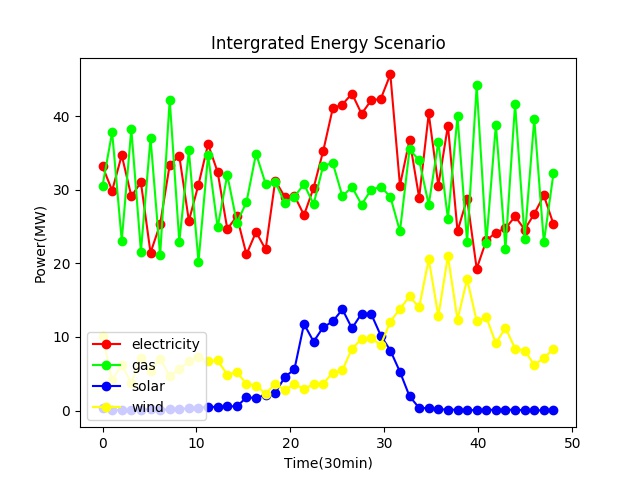 Intergrated Energy Scenario
Power(MW)
40
30
20
10
0
electricity
gas
solar
wind
0 10 20 30 40 50
Time(30min)